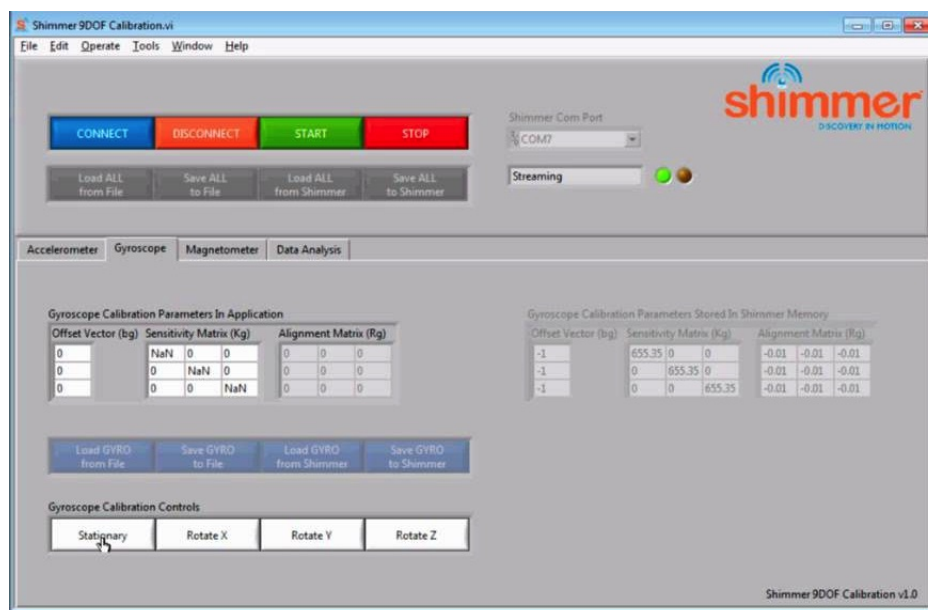 Shimmer 9DOF Calibration.vi
File Edit Operate Tools Window Help
shimmer
DISCOVERY IN MOTION
CONNECT DISCONNECT START STOP
Shimmer Com Port
COM7
Load ALL from File
Save ALL to File
Load ALL from Shimmer
Save ALL to Shimmer
Streaming
Accelerometer Gyroscope Magnetometer Data Analysis
Gyroscope Calibration Parameters In Application
Offset Vector (bg) Sensitivity Matrix (Kg) Alignment Matrix (Rg)
0 NaN 0 0 0 0 0
0 0 NaN 0 0 0 0
0 0 0 NaN 0 0 0
Gyroscope Calibration Parameters Stored In Shimmer Memory
Offset Vector (bg) Sensitivity Matrix (Kg) Alignment Matrix (Rg)
-1 655.35 0 0 -0.01 -0.01 -0.01
-1 0 655.35 0 -0.01 -0.01 -0.01
-1 0 0 655.35 -0.01 -0.01 -0.01
Load GYRO from File
Save GYRO to File
Load GYRO from Shimmer
Save GYRO to Shimmer
Gyroscope Calibration Controls
Stationary Rotate X Rotate Y Rotate Z
Shimmer 9DOF Calibration v1.0